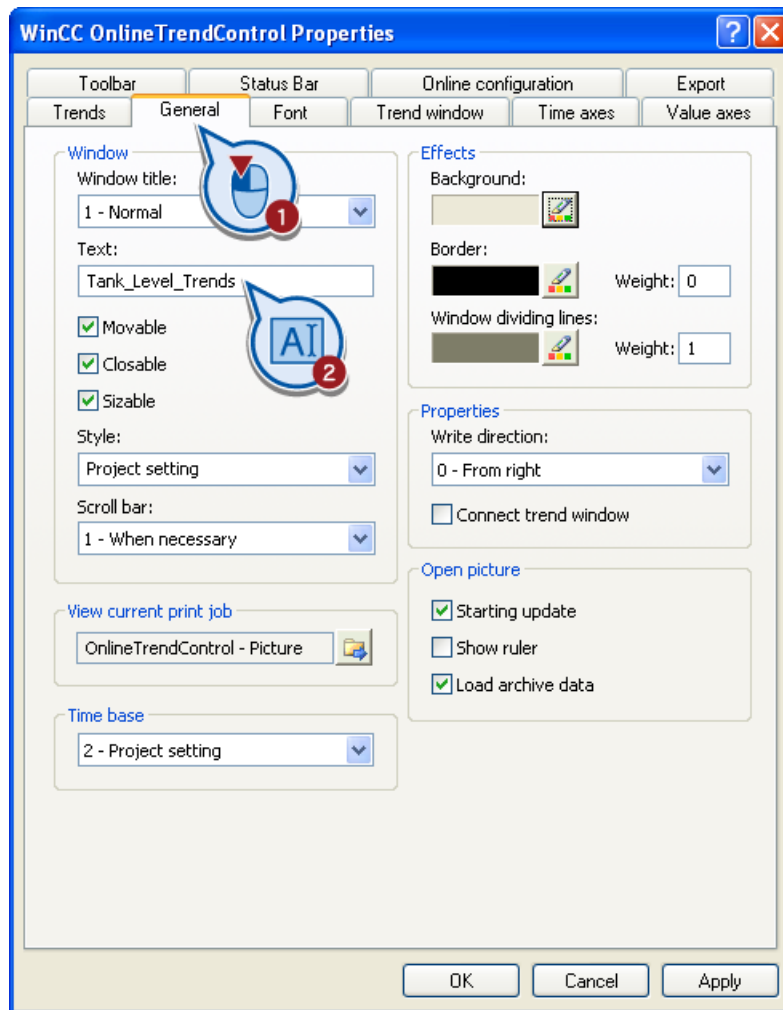 WinCC OnlineTrendControl Properties
Toolbar Status Bar Online configuration Export
Trends General Font Trend window Time axes Value axes
Window
Window title:
1 - Normal
1
Text:
Tank_Level_Trends
AI
2
Movable
Closable
Sizable
Style:
Project setting
Scroll bar:
1 - When necessary
View current print job
OnlineTrendControl - Picture
Time base
2 - Project setting
Effects
Background:
Border:
Weight: 0
Window dividing lines:
Weight: 1
Properties
Write direction:
0 - From right
Connect trend window
Open picture
Starting update
Show ruler
Load archive data
OK Cancel Apply